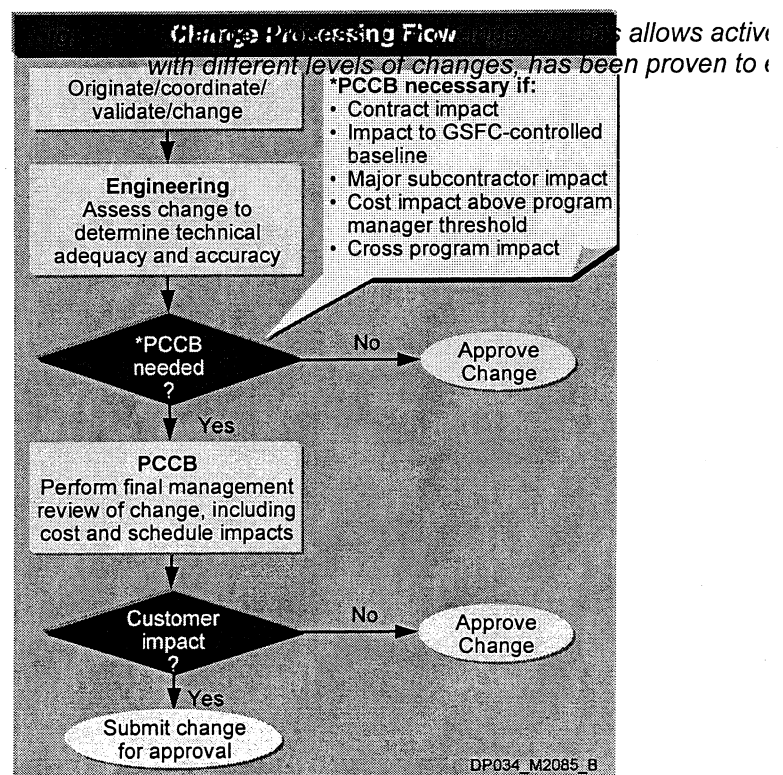 Change Processing Flow
s allows active
with different levels of changes, has been proven to e
Originate/coordinate/
validate/change
*PCCB necessary if:
• Contract impact
• Impact to GSFC-controlled
baseline
• Major subcontractor impact
• Cost impact above program
manager threshold
• Cross program impact
Engineering
Assess change to
determine technical
adequacy and accuracy
*PCCB
needed
?
No
Approve
Change
Yes
PCCB
Perform final management
review of change, including
cost and schedule impacts
Customer
impact
?
No
Approve
Change
Yes
Submit change
for approval
DP034_M2085_B